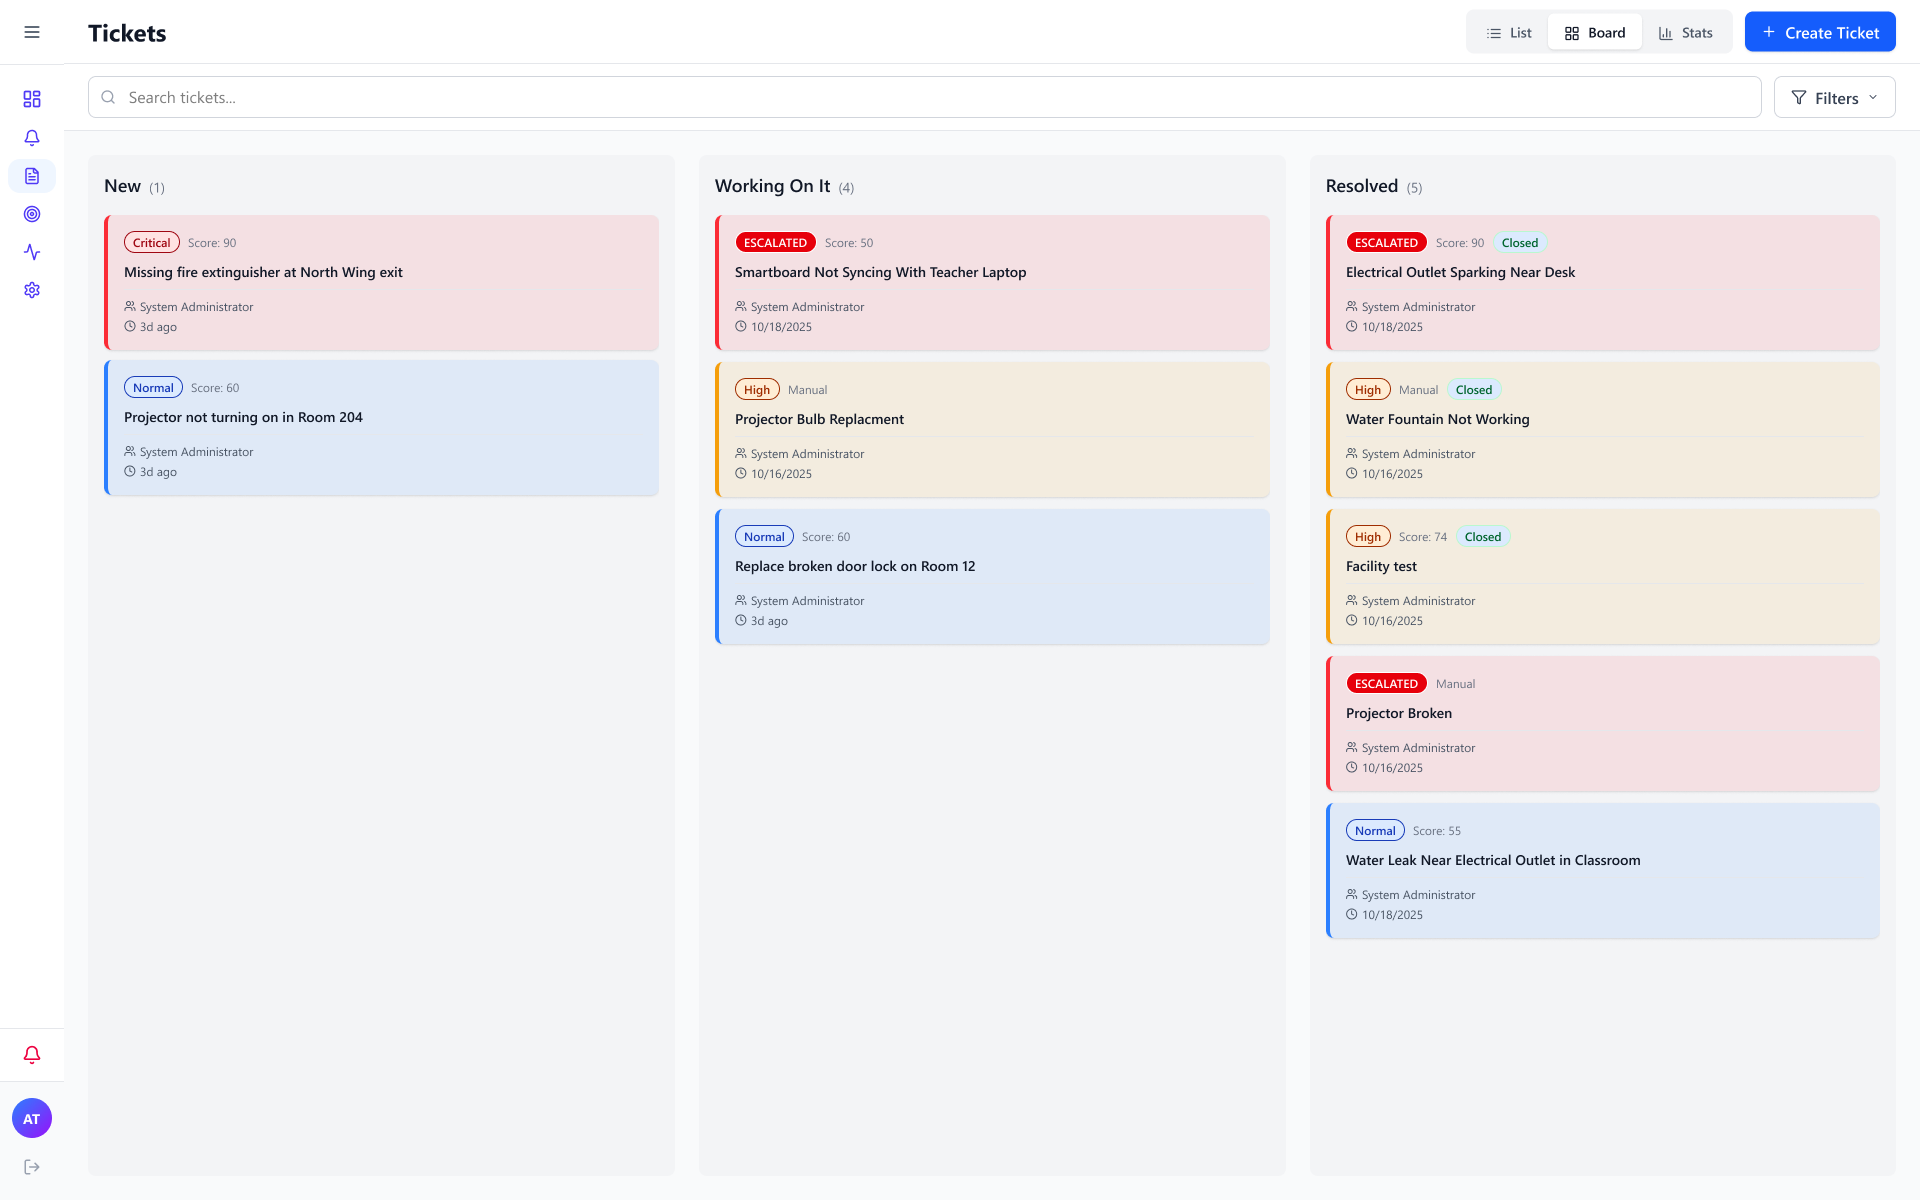 Tickets
List
Board
Stats
Create Ticket
Search tickets...
Filters
New (1)
Critical Score: 90
Missing fire extinguisher at North Wing exit
System Administrator
3d ago
Normal Score: 60
Projector not turning on in Room 204
System Administrator
3d ago
Working On It (4)
ESCALATED Score: 50
Smartboard Not Syncing With Teacher Laptop
System Administrator
10/18/2025
High Manual
Projector Bulb Replacment
System Administrator
10/16/2025
Normal Score: 60
Replace broken door lock on Room 12
System Administrator
3d ago
Resolved (5)
ESCALATED Score: 90 Closed
Electrical Outlet Sparking Near Desk
System Administrator
10/18/2025
High Manual Closed
Water Fountain Not Working
System Administrator
10/16/2025
High Score: 74 Closed
Facility test
System Administrator
10/16/2025
ESCALATED Manual
Projector Broken
System Administrator
10/16/2025
Normal Score: 55
Water Leak Near Electrical Outlet in Classroom
System Administrator
10/18/2025
AT